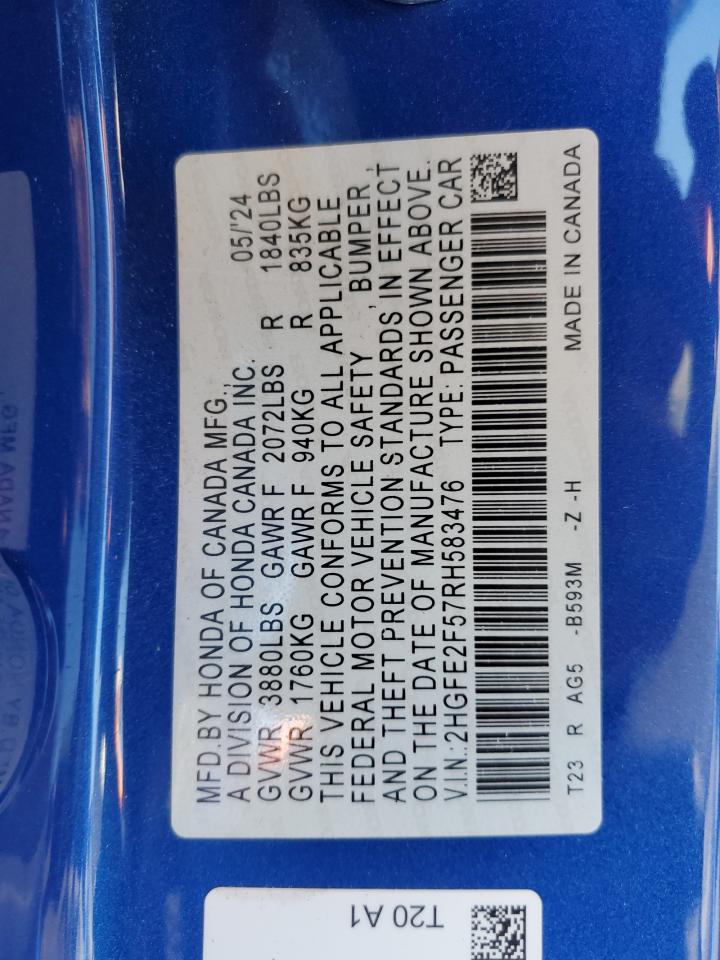 MFD.BY HONDA OF CANADA MFG., 05/'24
A DIVISION OF HONDA CANADA INC.
GVWR 3880LBS GAWR F 2072LBS R 1840LBS
GVWR 1760KG GAWR F 940KG R 835KG
THIS VEHICLE CONFORMS TO ALL APPLICABLE
FEDERAL MOTOR VEHICLE SAFETY , BUMPER ,
AND THEFT PREVENTION STANDARDS IN EFFECT
ON THE DATE OF MANUFACTURE SHOWN ABOVE.
V.I.N.:2HGFE2F57RH583476 TYPE: PASSENGER CAR
T23 R AG5 -B593M -Z -H MADE IN CANADA
T20 A1